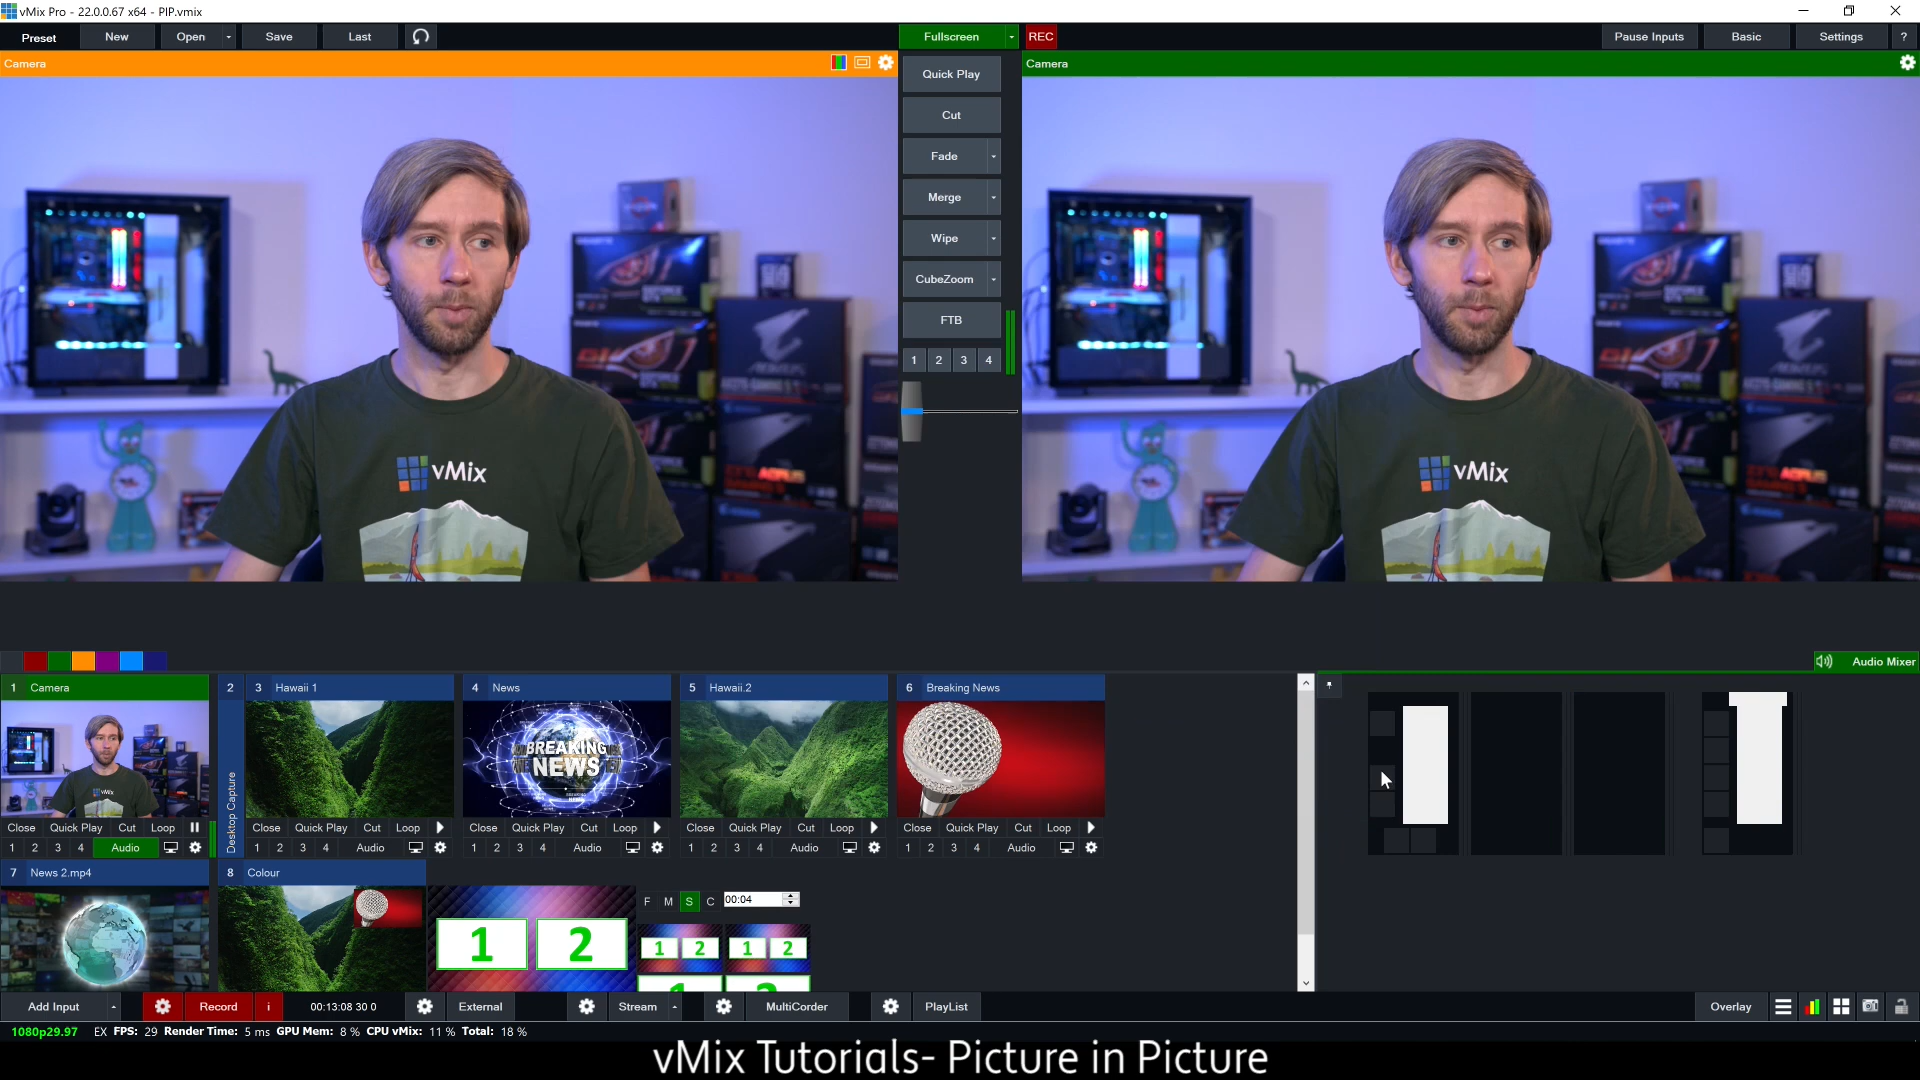 vMix Pro - 22.0.0.67 x64 - PIP.vmix
Preset New Open Save Last Fullscreen REC Pause Inputs Basic Settings ?
Camera
Camera
Quick Play
Cut
Fade
Merge
Wipe
CubeZoom
FTB
1 2 3 4
vMix
vMix
Audio Mixer
1 Camera
2
Desktop Capture
3 Hawaii 1
4 News
5 Hawaii.2
6 Breaking News
BREAKING
NEWS
Close Quick Play Cut Loop
Close Quick Play Cut Loop
Close Quick Play Cut Loop
Close Quick Play Cut Loop
Close Quick Play Cut Loop
1 2 3 4 Audio
1 2 3 4 Audio
1 2 3 4 Audio
1 2 3 4 Audio
1 2 3 4 Audio
7 News 2.mp4
8 Colour
F M S C 00:04
1 2
1 2
1 2
1 2
Add Input Record i 00:13:08 30 0 External Stream MultiCorder PlayList Overlay
1080p29.97 EX FPS: 29 Render Time: 5 ms GPU Mem: 8 % CPU vMix: 11 % Total: 18 %
vMix Tutorials- Picture in Picture